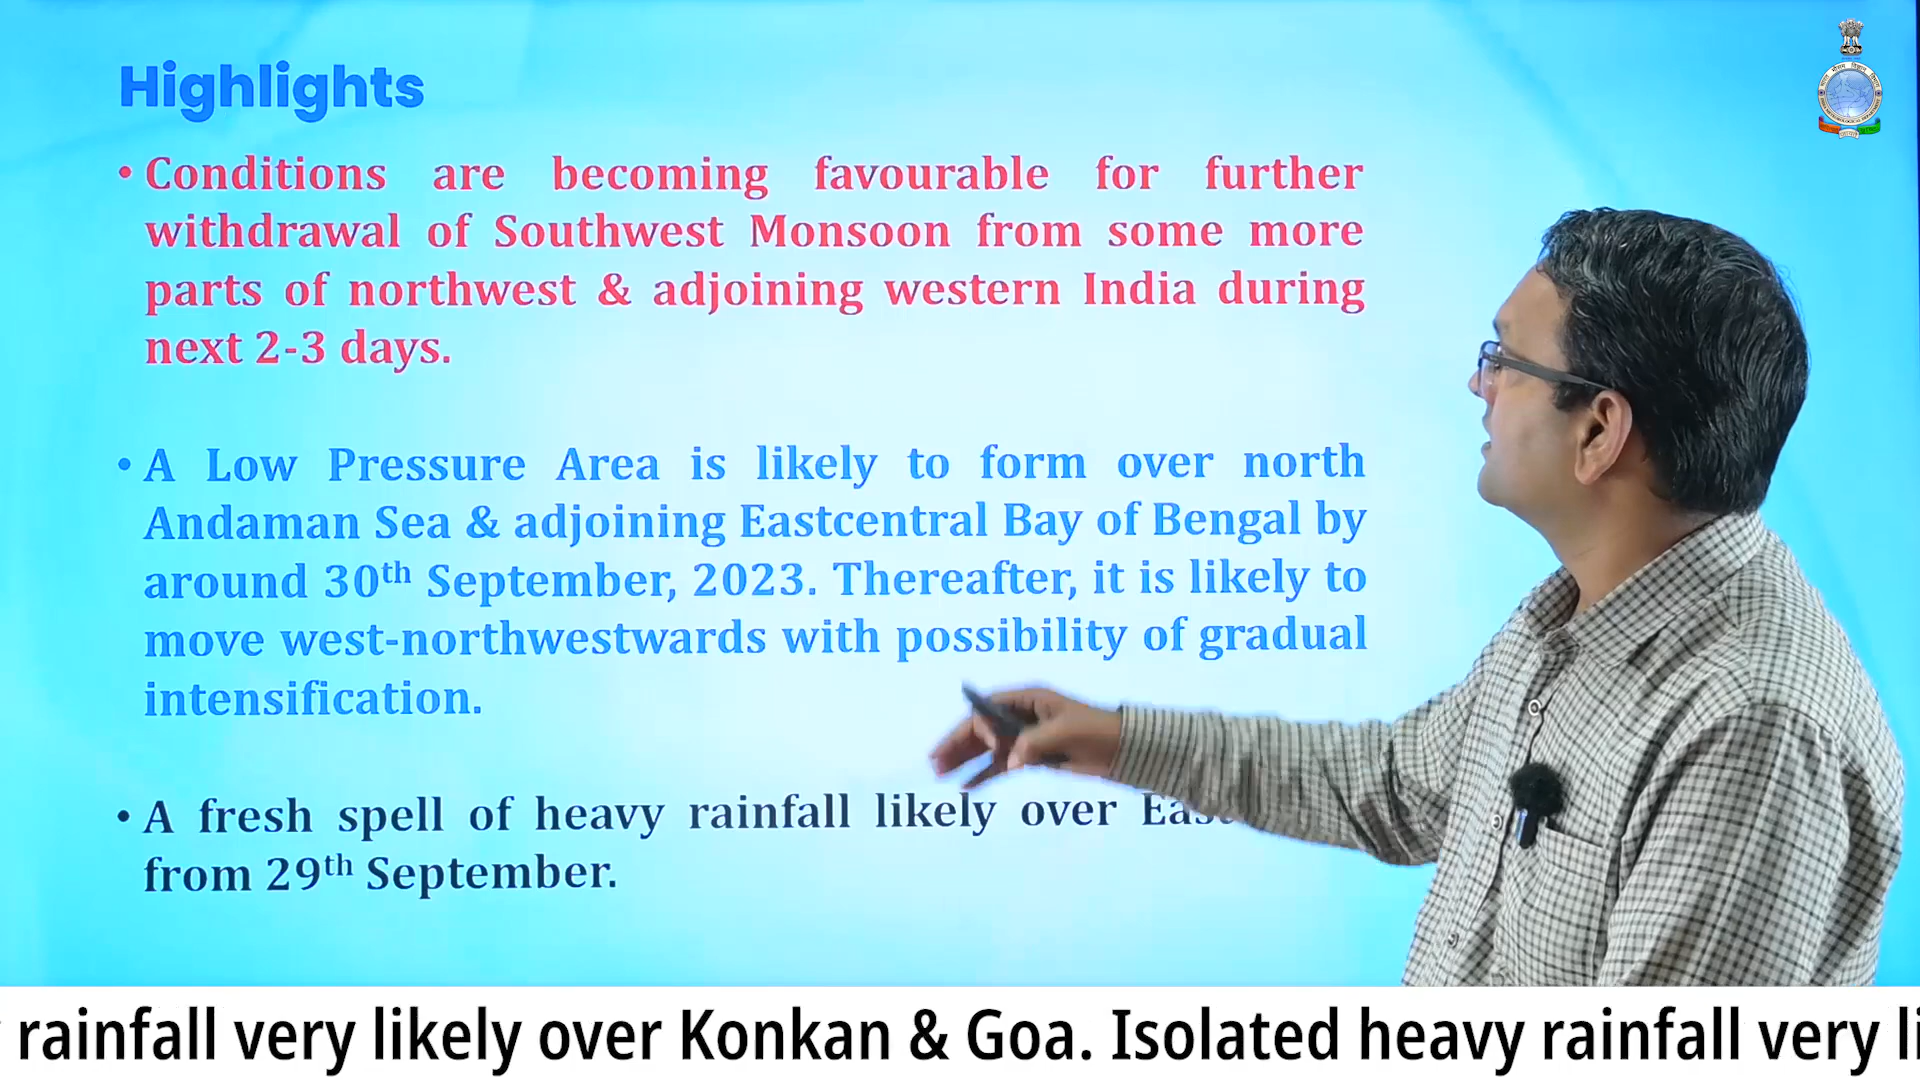 Highlights
• Conditions are becoming favourable for further
withdrawal of Southwest Monsoon from some more
parts of northwest & adjoining western India during
next 2-3 days.
• A Low Pressure Area is likely to form over north
Andaman Sea & adjoining Eastcentral Bay of Bengal by
around 30th September, 2023. Thereafter, it is likely to
move west-northwestwards with possibility of gradual
intensification.
• A fresh spell of heavy rainfall likely over
from 29th September.
rainfall very likely over Konkan & Goa. Isolated heavy rainfall very